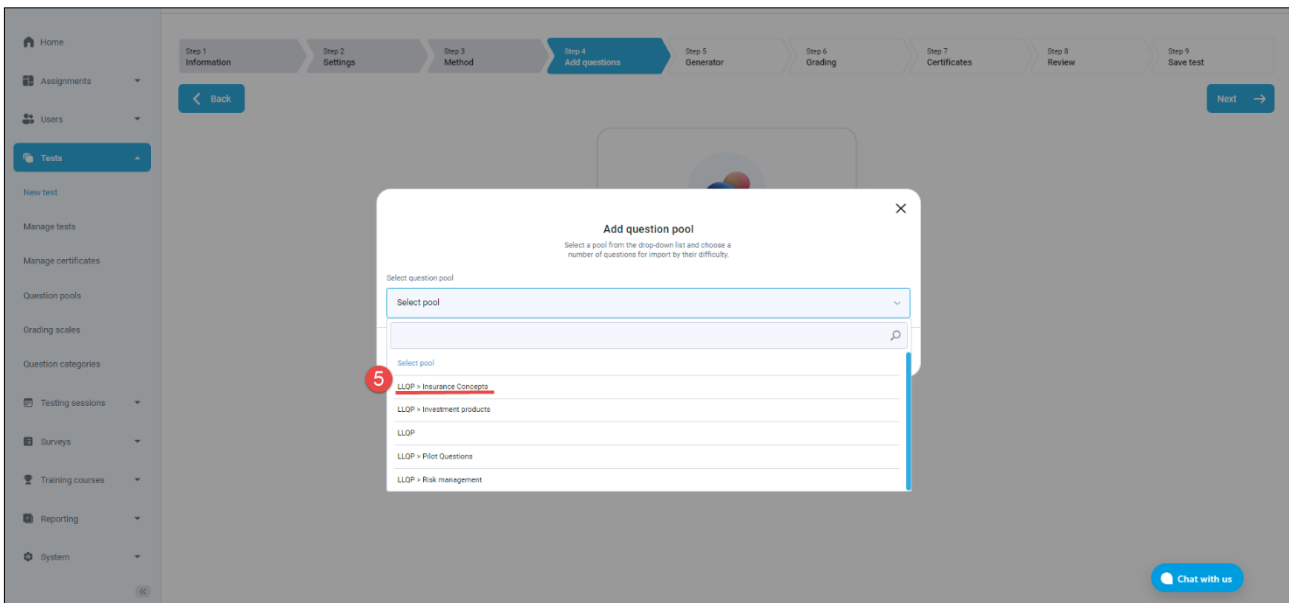 Home
Assignments
Users
Tests
New test
Manage tests
Manage certificates
Question pools
Grading scales
Question categories
Testing sessions
Surveys
Training courses
Reporting
System
Step 1
Information
Step 2
Settings
Step 3
Method
Step 4
Add questions
Step 5
Generator
Step 6
Grading
Step 7
Certificates
Step 8
Review
Step 9
Save test
Back
Next
Add question pool
Select a pool from the drop-down list and choose a
number of questions for import by their difficulty.
Select question pool
Select pool
Select pool
5
LLQP > Insurance Concepts
LLQP > Investment products
LLQP
LLQP > Pilot Questions
LLQP > Risk management
Chat with us